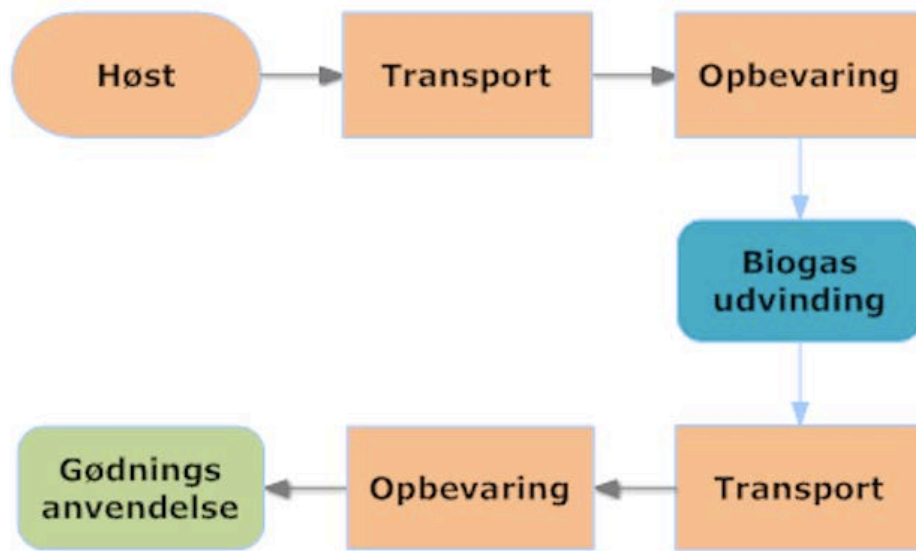 Høst
Transport
Opbevaring
Biogas
udvinding
Transport
Opbevaring
Gødnings
anvendelse